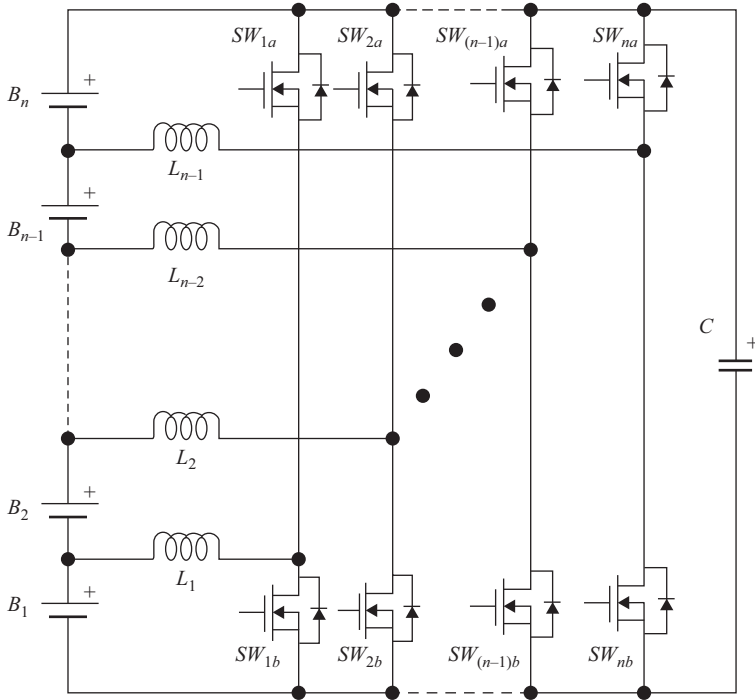 SW1a
SW2a
SW(n–1)a
SWna
+
Bn
Ln–1
+
Bn–1
Ln–2
C
+
L2
+
B2
L1
+
B1
SW1b
SW2b
SW(n–1)b
SWnb